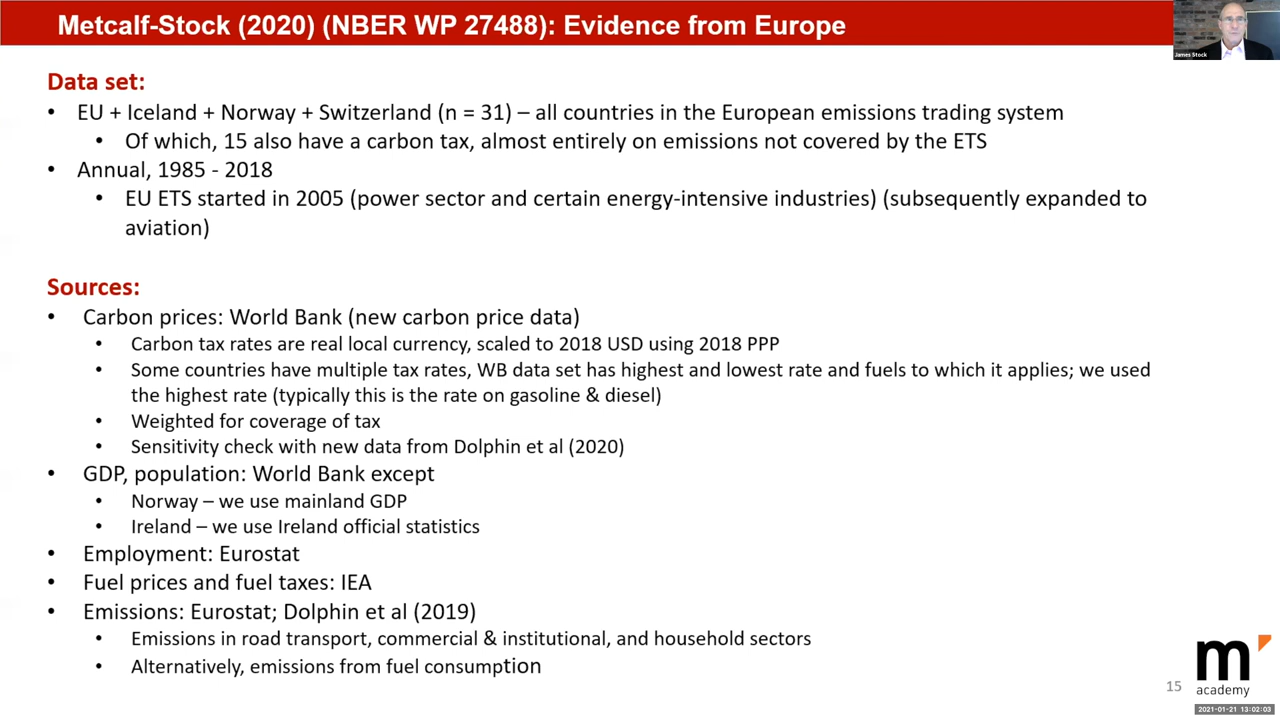 Metcalf-Stock (2020) (NBER WP 27488): Evidence from Europe
James Stock
Data set:
• EU + Iceland + Norway + Switzerland (n = 31) – all countries in the European emissions trading system
• Of which, 15 also have a carbon tax, almost entirely on emissions not covered by the ETS
• Annual, 1985 - 2018
• EU ETS started in 2005 (power sector and certain energy-intensive industries) (subsequently expanded to
aviation)
Sources:
• Carbon prices: World Bank (new carbon price data)
• Carbon tax rates are real local currency, scaled to 2018 USD using 2018 PPP
• Some countries have multiple tax rates, WB data set has highest and lowest rate and fuels to which it applies; we used
the highest rate (typically this is the rate on gasoline & diesel)
• Weighted for coverage of tax
• Sensitivity check with new data from Dolphin et al (2020)
• GDP, population: World Bank except
• Norway – we use mainland GDP
• Ireland – we use Ireland official statistics
• Employment: Eurostat
• Fuel prices and fuel taxes: IEA
• Emissions: Eurostat; Dolphin et al (2019)
• Emissions in road transport, commercial & institutional, and household sectors
• Alternatively, emissions from fuel consumption
15
m'
academy
2021-01-21 13:02:03